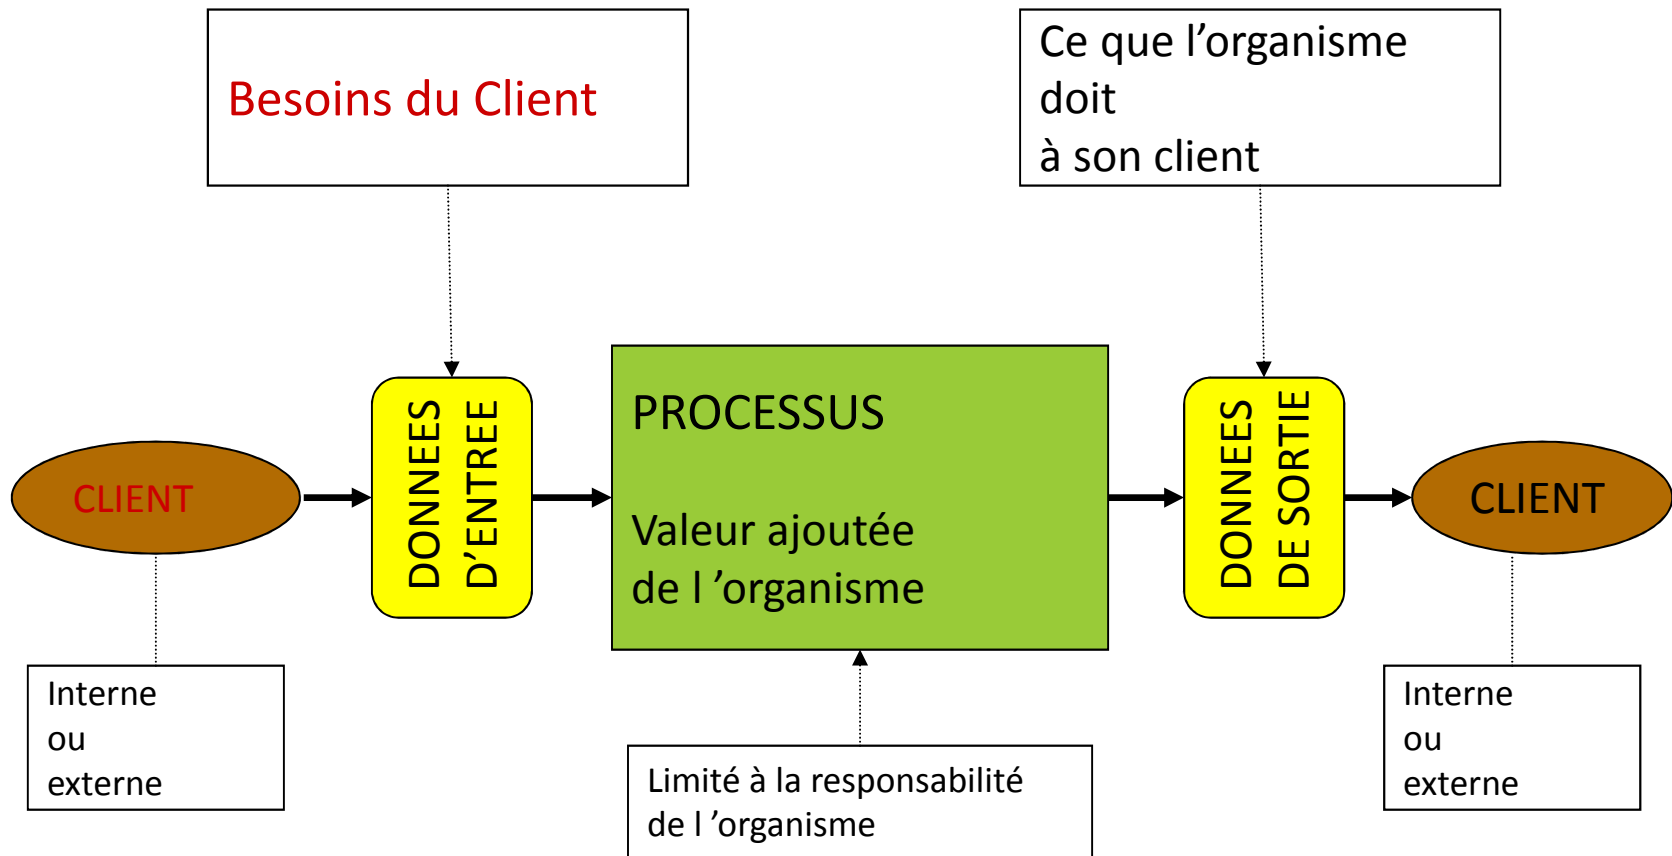 Besoins du Client
Ce que l’organisme
doit
à son client
CLIENT
DONNEES
D’ENTREE
PROCESSUS
Valeur ajoutée
de l ’organisme
DONNEES
DE SORTIE
CLIENT
Interne
ou
externe
Limité à la responsabilité
de l ’organisme
Interne
ou
externe